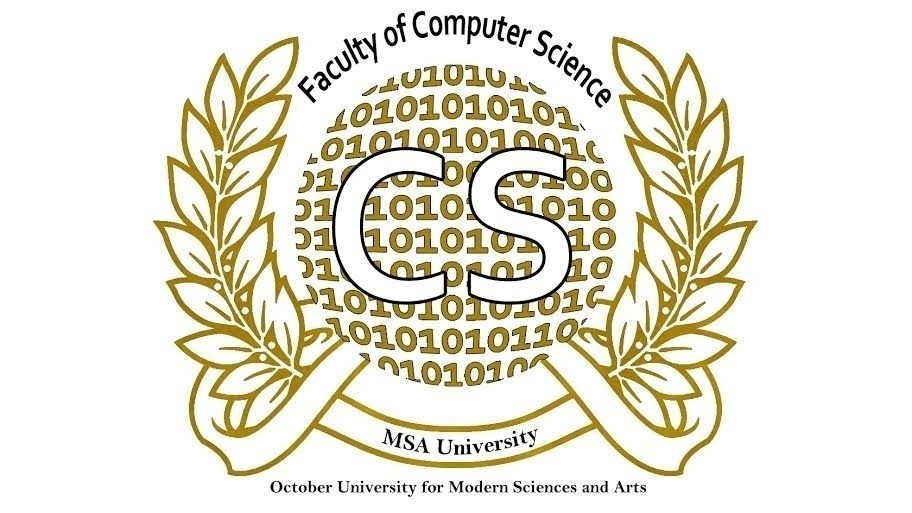 Faculty of Computer Science
CS
MSA University
October University for Modern Sciences and Arts